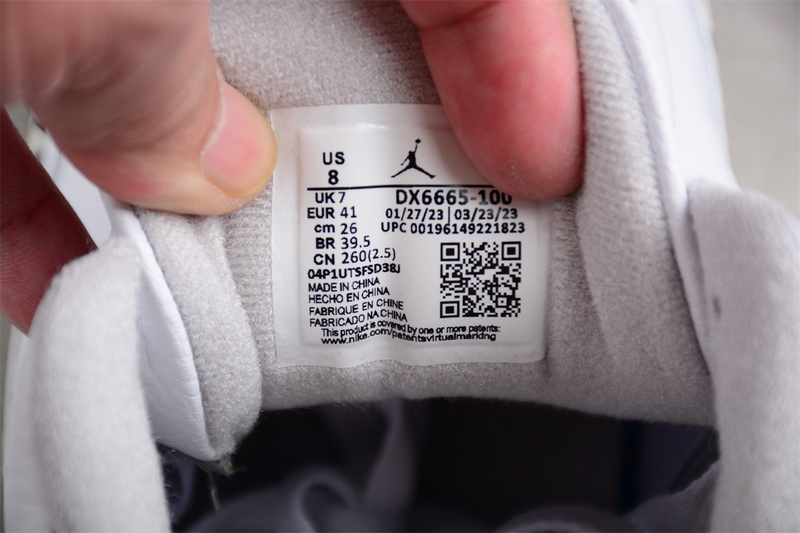 US
8
UK 7
EUR 41
cm 26
BR 39.5
CN 260(2.5)
DX6665-100
01/27/23 | 03/23/23
UPC 00196149221823
04P1UTSFSD38J
MADE IN CHINA
HECHO EN CHINA
FABRIQUE EN CHINE
FABRICADO NA CHINA
This product is covered by one or more patents:
www.nike.com/patentsvirtualmarking